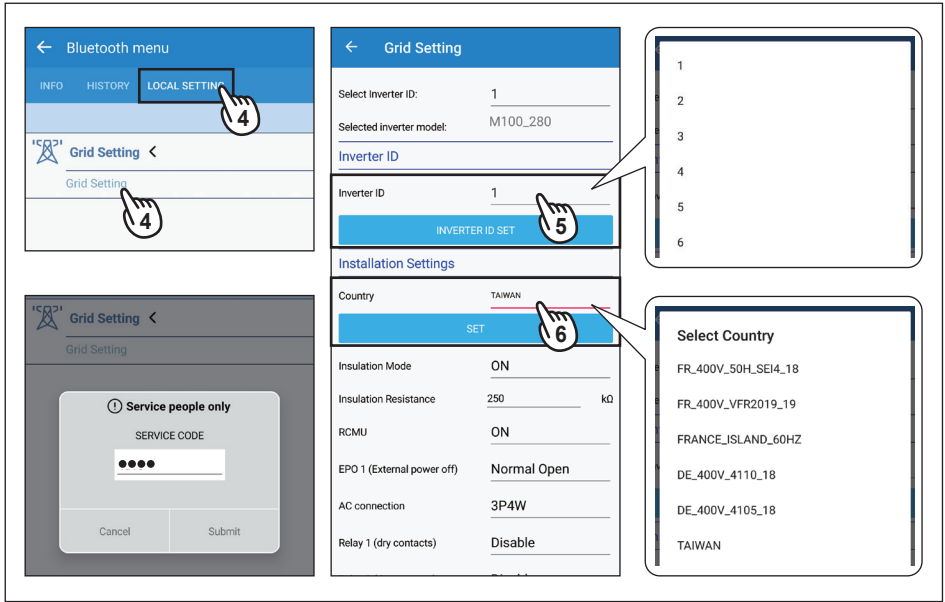 Bluetooth menu
INFO HISTORY LOCAL SETTING
4
Grid Setting
Grid Setting
4
Grid Setting
Grid Setting
Service people only
SERVICE CODE
Cancel Submit
Grid Setting
Select Inverter ID: 1
Selected inverter model: M100_280
Inverter ID
Inverter ID 1
5
INVERTER ID SET
Installation Settings
Country TAIWAN
6
SET
Insulation Mode ON
Insulation Resistance 250 kΩ
RCMU ON
EPO 1 (External power off) Normal Open
AC connection 3P4W
Relay 1 (dry contacts) Disable
1
2
3
4
5
6
Select Country
FR_400V_50H_SEI4_18
FR_400V_VFR2019_19
FRANCE_ISLAND_60HZ
DE_400V_4110_18
DE_400V_4105_18
TAIWAN